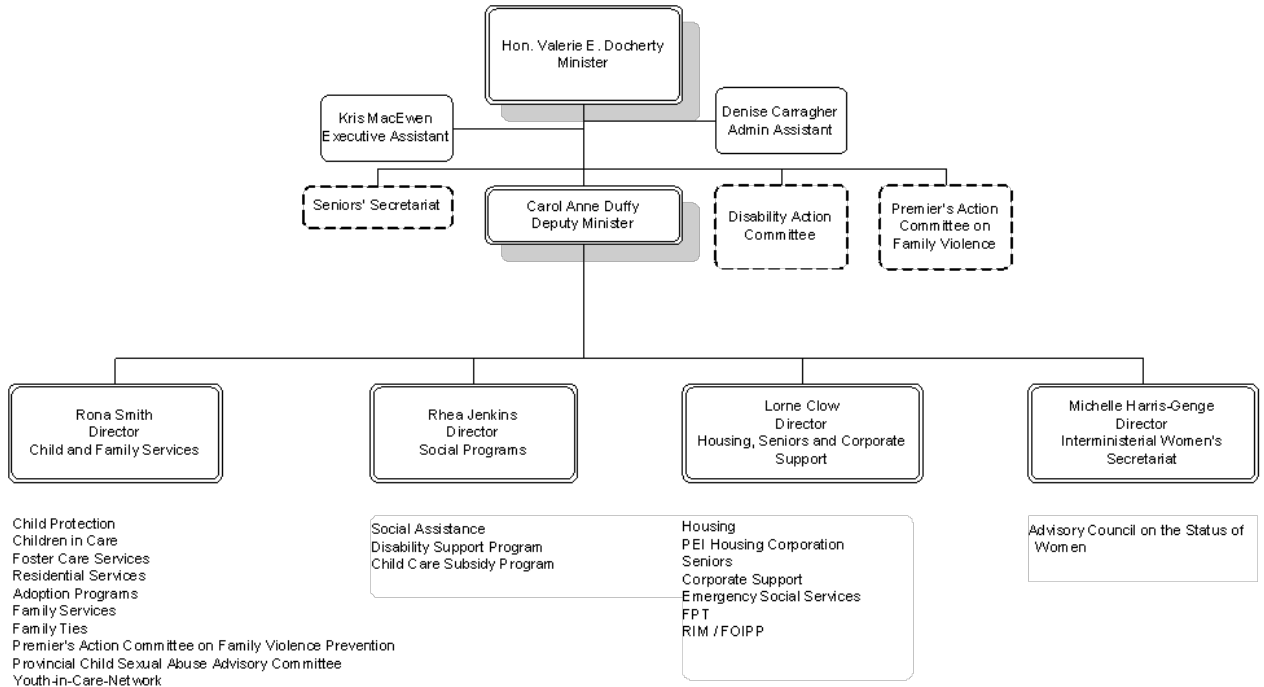 Hon. Valerie E. Docherty
Minister
Kris MacEwen
Executive Assistant
Denise Carragher
Admin Assistant
Seniors' Secretariat
Carol Anne Duffy
Deputy Minister
Disability Action
Committee
Premier's Action
Committee on
Family Violence
Rona Smith
Director
Child and Family Services
Rhea Jenkins
Director
Social Programs
Lorne Clow
Director
Housing, Seniors and Corporate
Support
Michelle Harris-Genge
Director
Interministerial Women's
Secretariat
Child Protection
Children in Care
Foster Care Services
Residential Services
Adoption Programs
Family Services
Family Ties
Premier's Action Committee on Family Violence Prevention
Provincial Child Sexual Abuse Advisory Committee
Youth-in-Care-Network
Social Assistance
Disability Support Program
Child Care Subsidy Program
Housing
PEI Housing Corporation
Seniors
Corporate Support
Emergency Social Services
FPT
RIM / FOIPP
Advisory Council on the Status of
Women